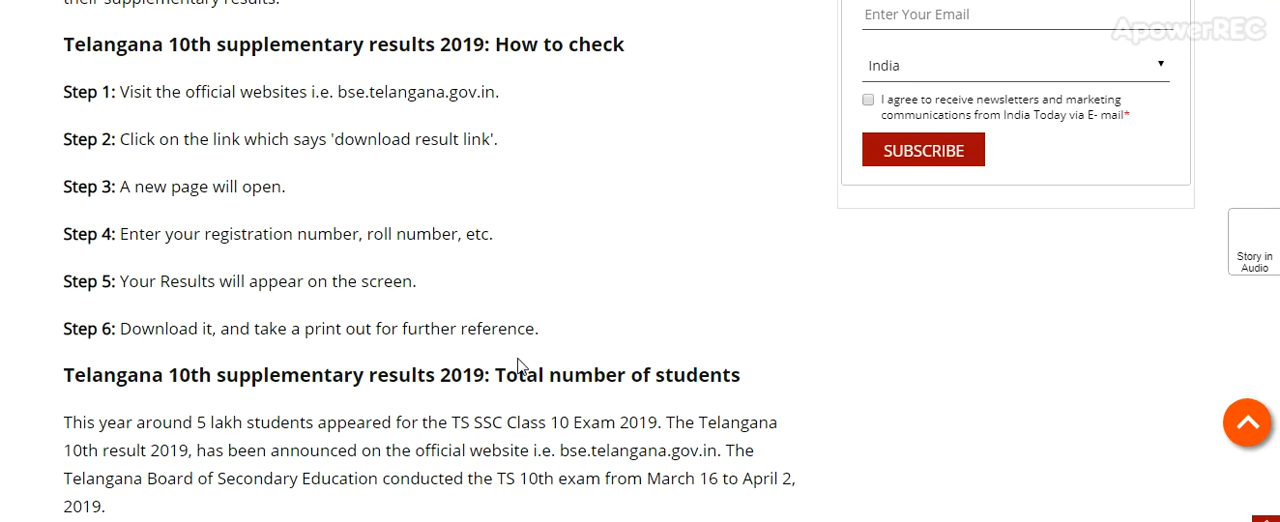 their supplementary results.
Telangana 10th supplementary results 2019: How to check
Step 1: Visit the official websites i.e. bse.telangana.gov.in.
Step 2: Click on the link which says 'download result link'.
Step 3: A new page will open.
Step 4: Enter your registration number, roll number, etc.
Step 5: Your Results will appear on the screen.
Step 6: Download it, and take a print out for further reference.
Telangana 10th supplementary results 2019: Total number of students
This year around 5 lakh students appeared for the TS SSC Class 10 Exam 2019. The Telangana
10th result 2019, has been announced on the official website i.e. bse.telangana.gov.in. The
Telangana Board of Secondary Education conducted the TS 10th exam from March 16 to April 2,
2019.
Enter Your Email
ApowerREC
India
I agree to receive newsletters and marketing
communications from India Today via E- mail*
SUBSCRIBE
Story in
Audio